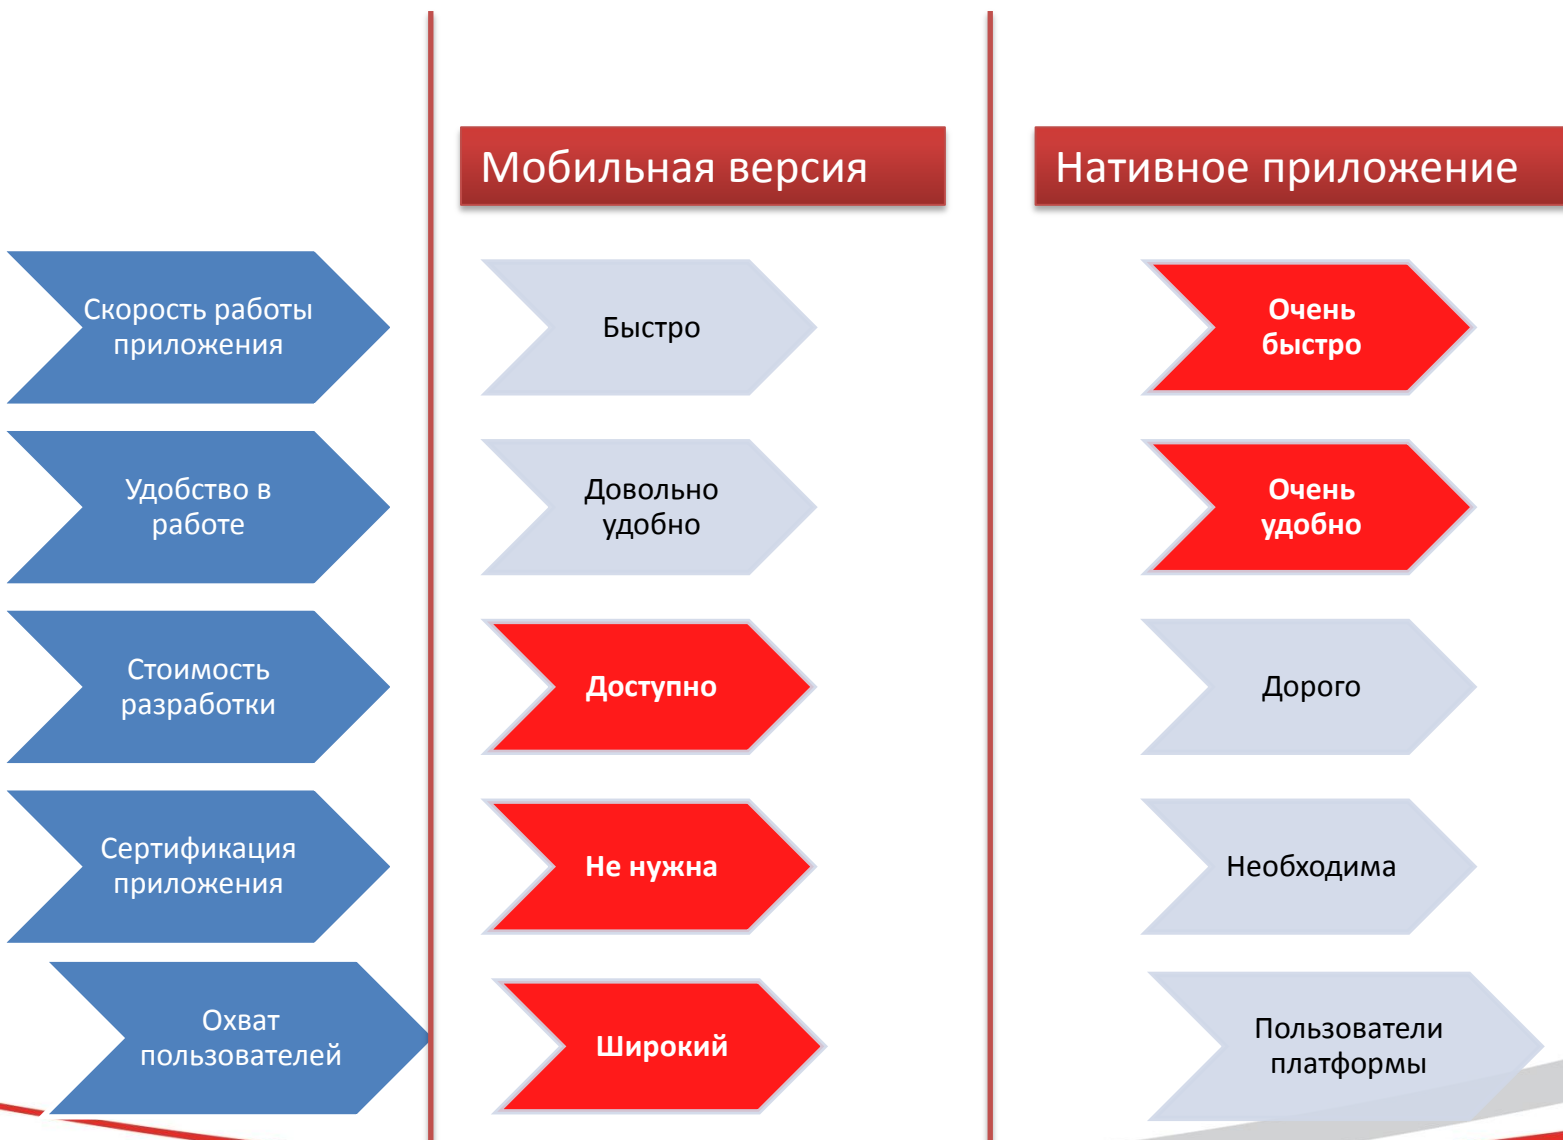 Мобильная версия
Нативное приложение
Скорость работы
приложения
Быстро
Очень
быстро
Удобство в
работе
Довольно
удобно
Очень
удобно
Стоимость
разработки
Доступно
Дорого
Сертификация
приложения
Не нужна
Необходима
Охват
пользователей
Широкий
Пользователи
платформы